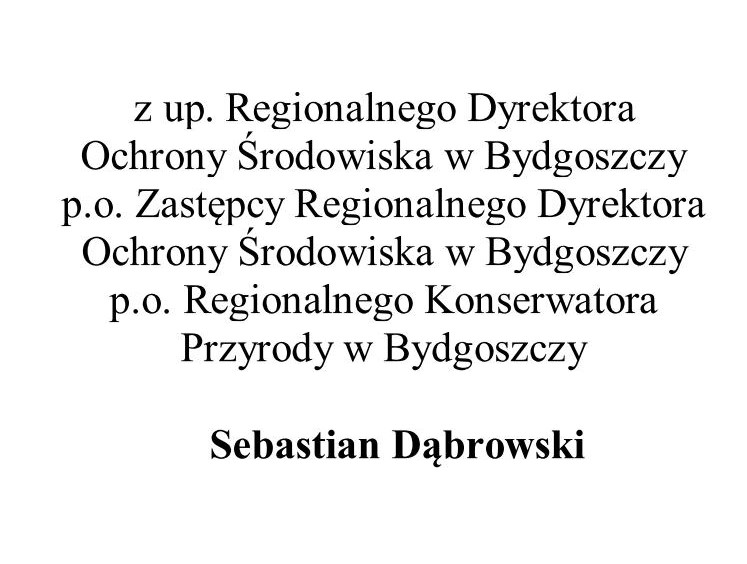 z up. Regionalnego Dyrektora
Ochrony Środowiska w Bydgoszczy
p.o. Zastępcy Regionalnego Dyrektora
Ochrony Środowiska w Bydgoszczy
p.o. Regionalnego Konserwatora
Przyrody w Bydgoszczy
Sebastian Dąbrowski